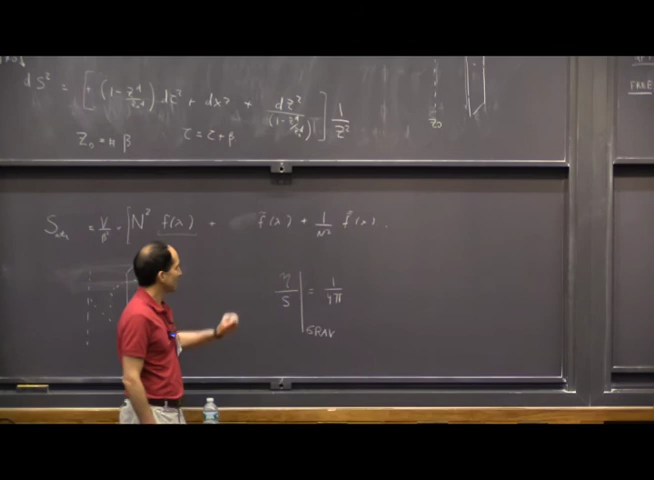 ds² = [ (1 - z⁴/z₀⁴) dτ² + dx² + dz²/(1 - z⁴/z₀⁴) ] 1/z²
z₀
z₀ = # β τ = τ + β
= V/β³ · [ N² f(λ) + f̃(λ) + 1/N² f̂(λ) .
η/s | = 1/4π
GRAV